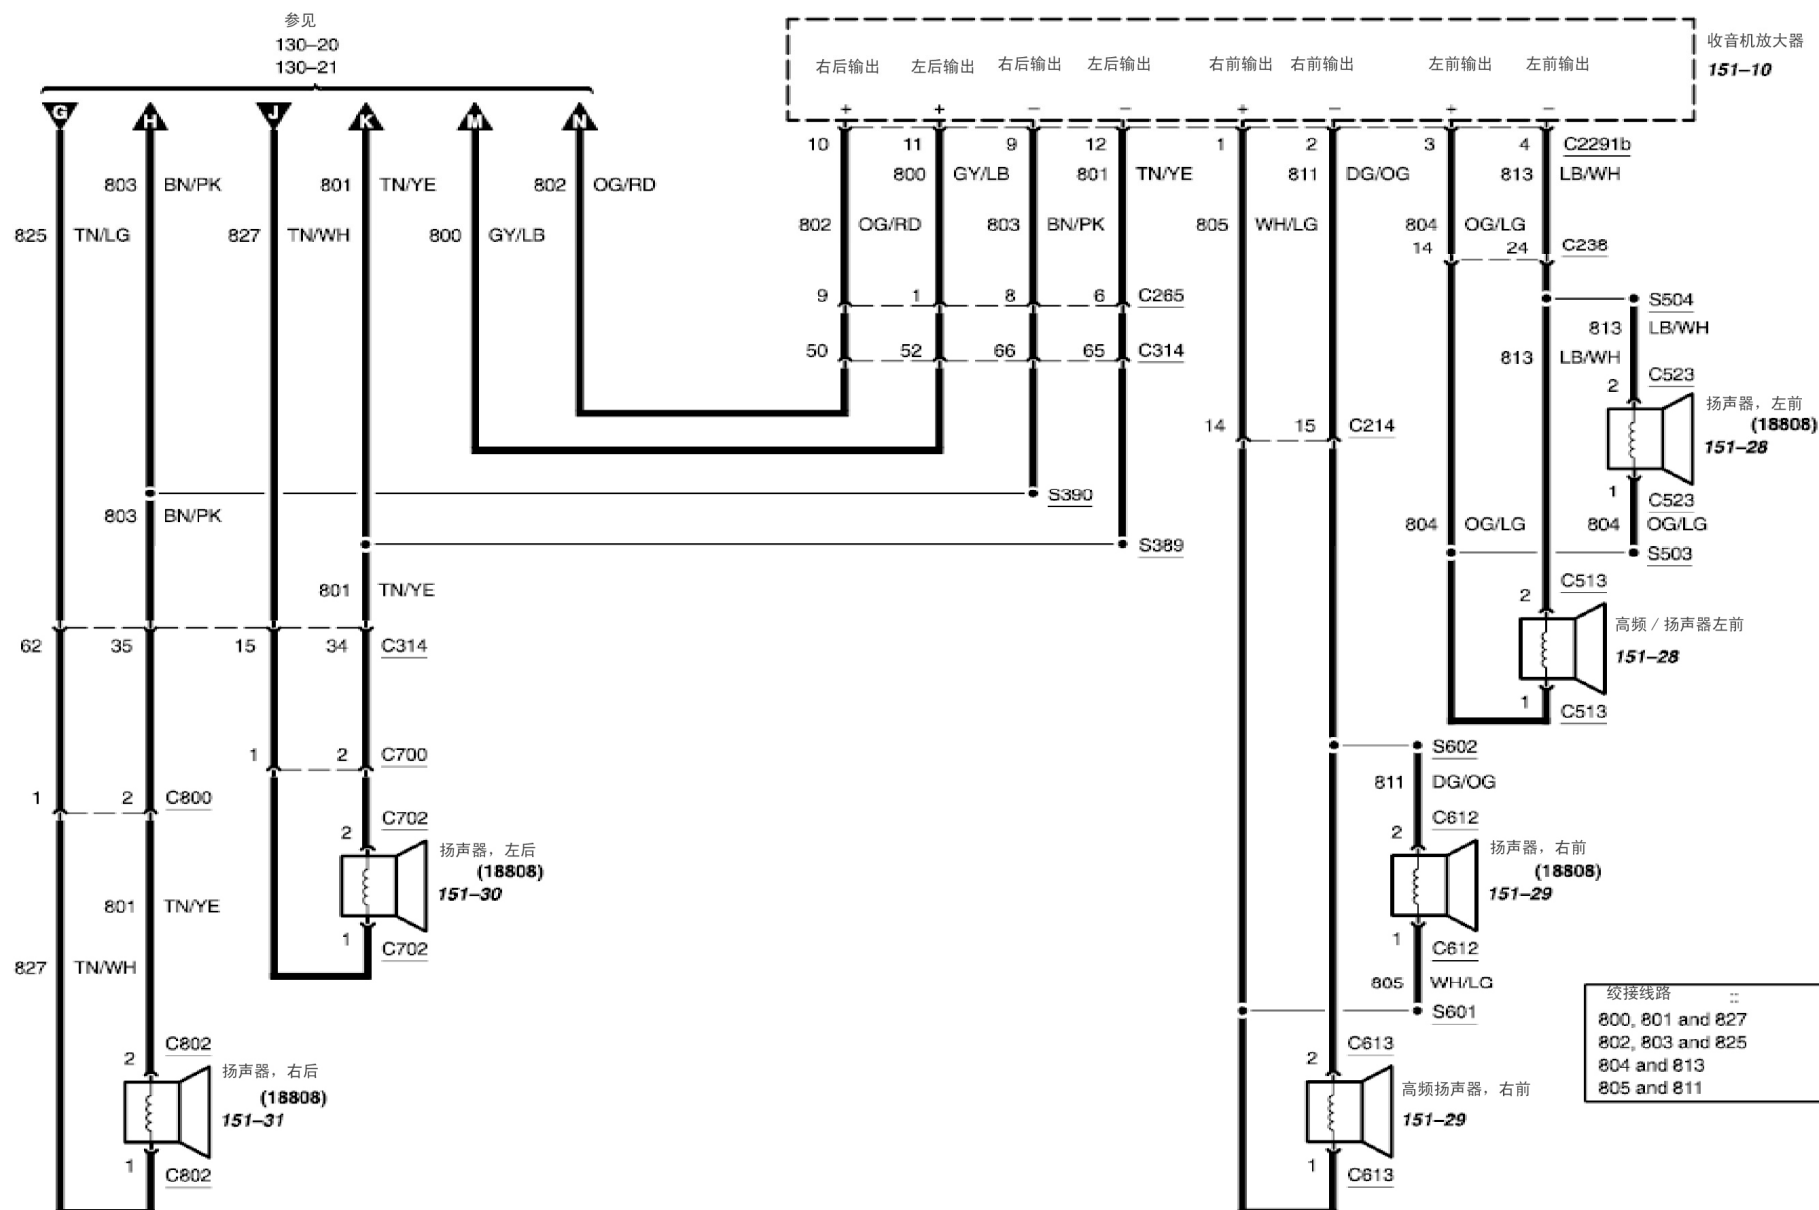 参见
130–20
130–21
G H J K M N
收音机放大器
151–10
右后输出 左后输出 右后输出 左后输出 右前输出 右前输出 左前输出 左前输出
+ + – – + – + –
10 11 9 12 1 2 3 4 C2291b
803 BN/PK 801 TN/YE 802 OG/RD
800 GY/LB 801 TN/YE 811 DG/OG 813 LB/WH
825 TN/LG 827 TN/WH 800 GY/LB
802 OG/RD 803 BN/PK 805 WH/LG 804 OG/LG
14 24 C238
9 1 8 6 C265
S504
813 LB/WH
50 52 66 65 C314
813 LB/WH
C523
2
扬声器，左前
(18808)
151–28
14 15 C214
1
C523
S390
803 BN/PK
804 OG/LG
804 OG/LG
S389
S503
801 TN/YE
C513
2
高频 / 扬声器左前
151–28
1
C513
62 35 15 34 C314
1 2 C700
S602
811 DG/OG
1 2 C800
C702
2
扬声器，左后
(18808)
151–30
1
C702
C612
2
扬声器，右前
(18808)
151–29
1
C612
801 TN/YE
827 TN/WH
805 WH/LG
S601
绞接线路 ::
800, 801 and 827
802, 803 and 825
804 and 813
805 and 811
C802
2
扬声器，右后
(18808)
151–31
1
C802
C613
2
高频扬声器，右前
151–29
1
C613